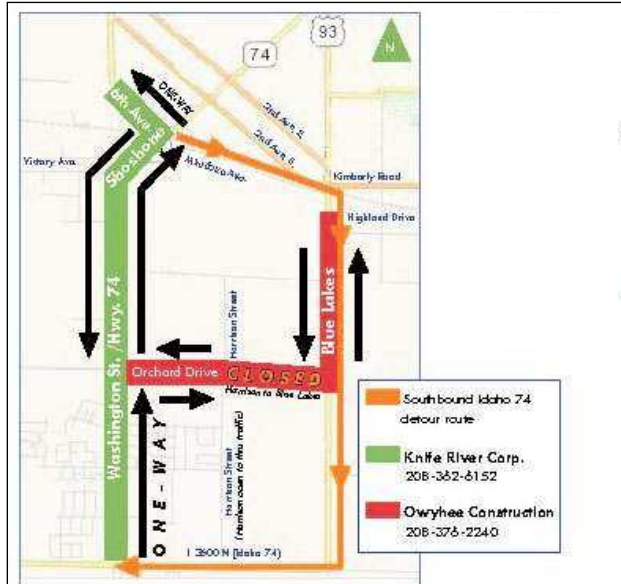 93
N
74
ONE-WAY
6th Ave.
Shoshone
2nd Ave. S.
2nd Ave. S.
Victory Ave.
Minidoka Ave.
Kimberly Road
Highland Drive
Blue Lakes
Washington St. /Hwy. 74
Harrison Street
Orchard Drive
CLOSED
Harrison to Blue Lakes
ONE-WAY
Harrison Street
(Harrison open to thru traffic)
Southbound Idaho 74
detour route
Knife River Corp.
208-362-6152
Owyhee Construction
208-378-2240
(Idaho 74)